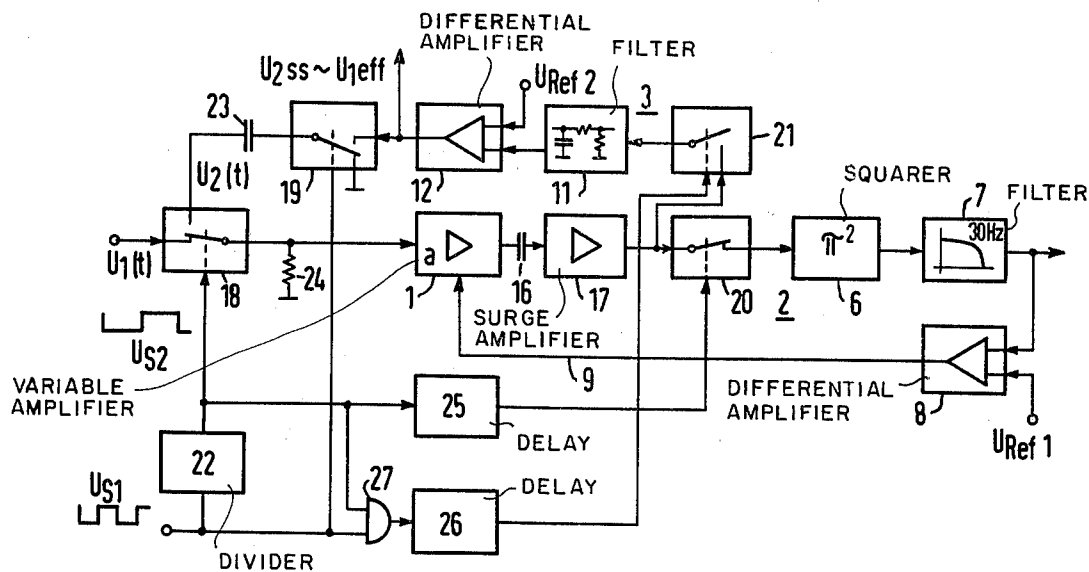 DIFFERENTIAL
AMPLIFIER
FILTER
U2ss~U1eff
URef 2
3
23
19
12
11
21
U2(t)
SQUARER
7
FILTER
30Hz
U1(t)
18
24
a
1
16
17
20
2
π²
6
SURGE
AMPLIFIER
US2
9
VARIABLE
AMPLIFIER
DIFFERENTIAL
AMPLIFIER
8
URef 1
25
DELAY
22
27
DELAY
US1
26
DIVIDER